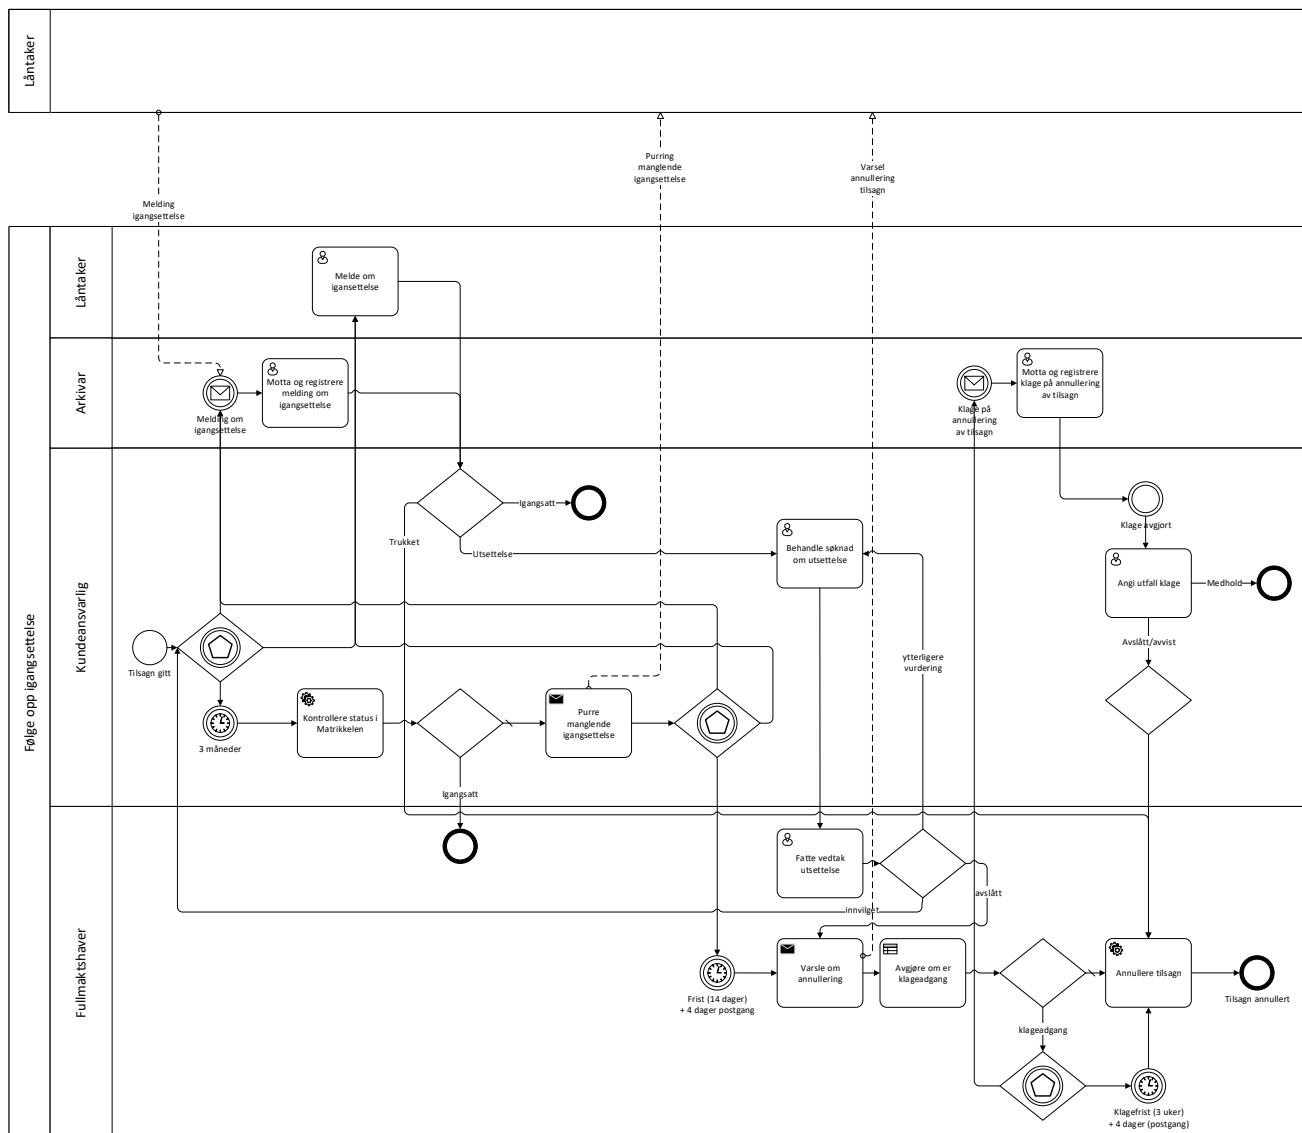 Låntaker
Purring
manglende
igangsettelse
Varsel
annullering
tilsagn
Melding
igangsettelse
Følge opp igangsettelse
Låntaker
Melde om
igansettelse
Arkivar
Melding om
igangsettelse
Motta og registrere
melding om
igangsettelse
Klage på
annullering
av tilsagn
Motta og registrere
klage på annullering
av tilsagn
Kundeansvarlig
Igangsatt
Trukket
Utsettelse
Behandle søknad
om utsettelse
Klage avgjort
Angi utfall klage
Medhold
Avslått/avvist
Tilsagn gitt
ytterligere
vurdering
3 måneder
Kontrollere status i
Matrikkelen
Purre
manglende
igangsettelse
Igangsatt
Fullmaktshaver
Fatte vedtak
utsettelse
avslått
innvilget
Frist (14 dager)
+ 4 dager postgang
Varsle om
annullering
Avgjøre om er
klageadgang
Annullere tilsagn
Tilsagn annullert
klageadgang
Klagefrist (3 uker)
+ 4 dager (postgang)